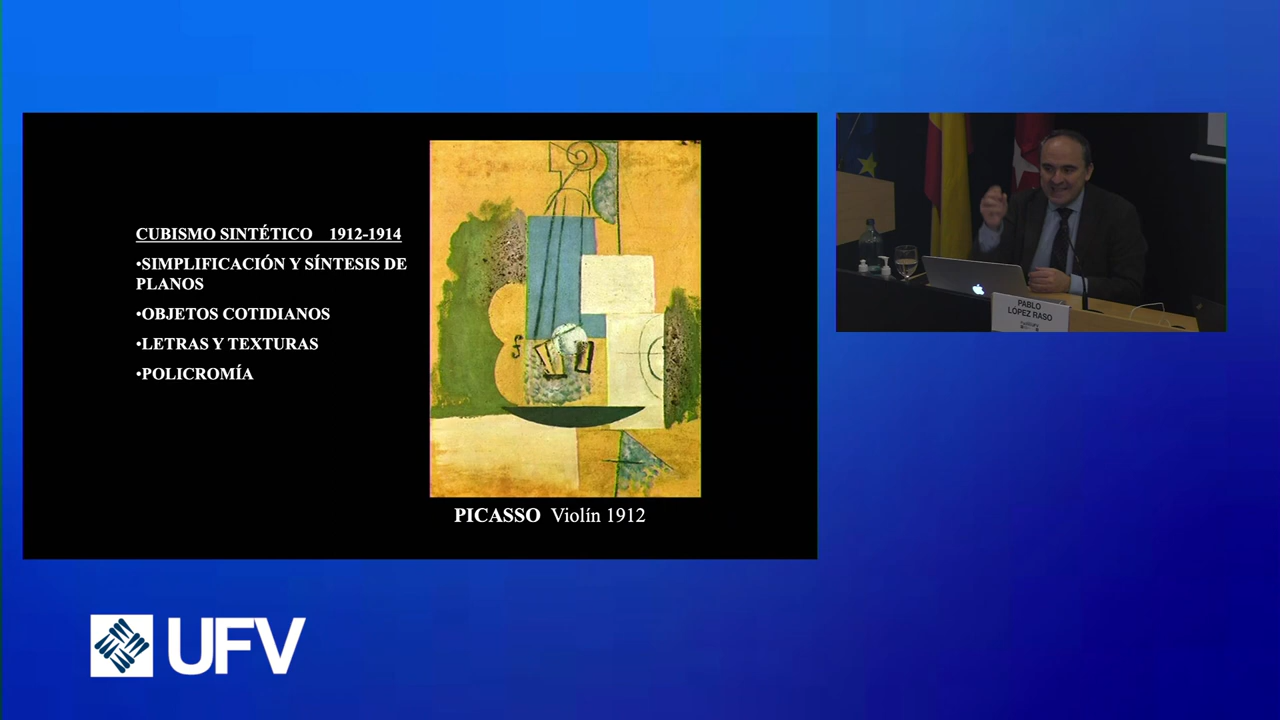 CUBISMO SINTÉTICO 1912-1914
•SIMPLIFICACIÓN Y SÍNTESIS DE
PLANOS
•OBJETOS COTIDIANOS
•LETRAS Y TEXTURAS
•POLICROMÍA
PICASSO Violín 1912
PABLO
LÓPEZ RASO
UFV